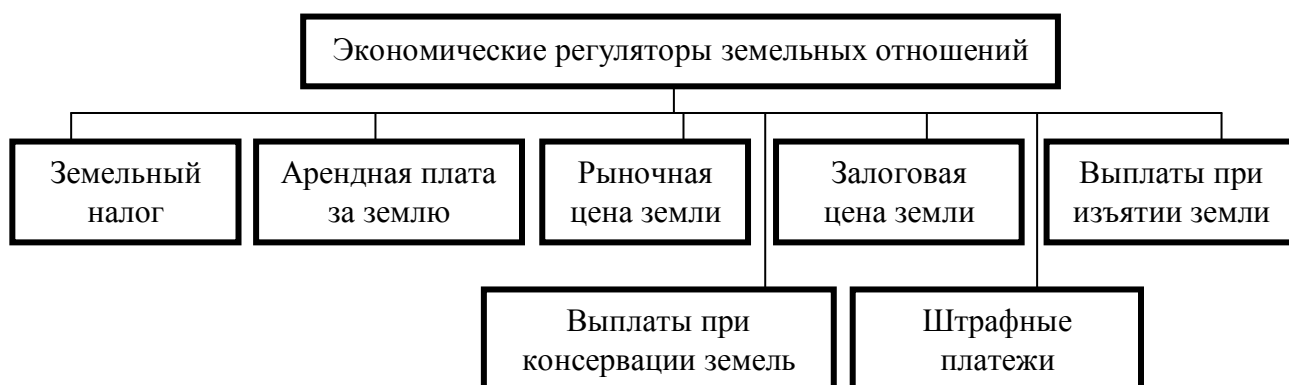 Экономические регуляторы земельных отношений
Земельный
налог
Арендная плата
за землю
Рыночная
цена земли
Залоговая
цена земли
Выплаты при
изъятии земли
Выплаты при
консервации земель
Штрафные
платежи